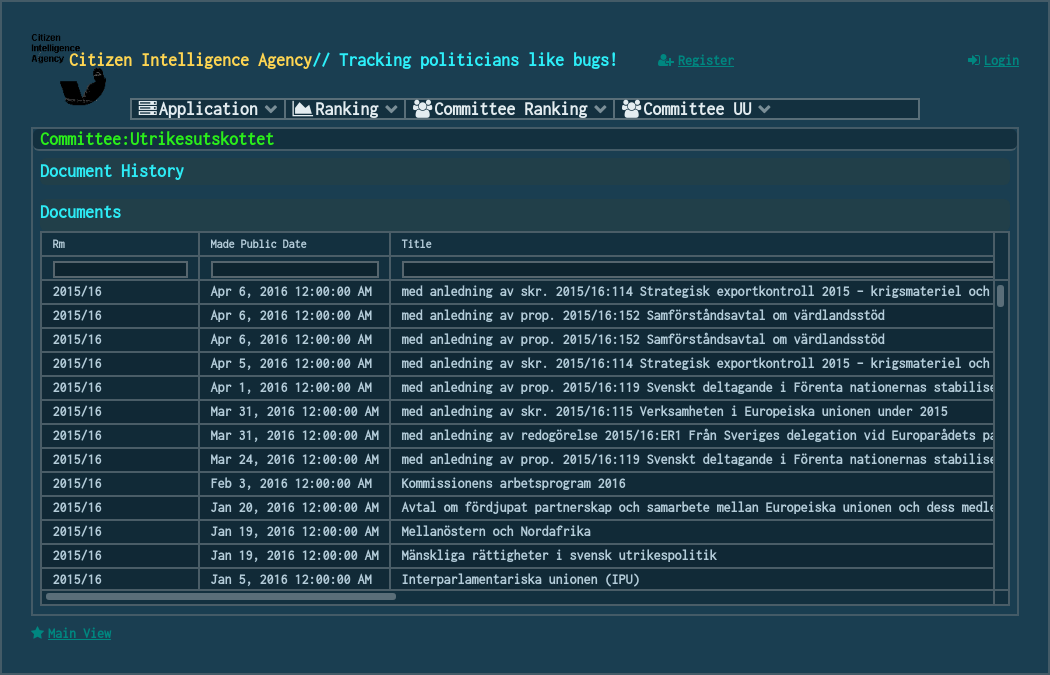 Citizen
Intelligence
Agency
Citizen Intelligence Agency// Tracking politicians like bugs!
Register
Login
Application
Ranking
Committee Ranking
Committee UU
Committee:Utrikesutskottet
Document History
Documents
Rm Made Public Date Title
2015/16 Apr 6, 2016 12:00:00 AM med anledning av skr. 2015/16:114 Strategisk exportkontroll 2015 – krigsmateriel och
2015/16 Apr 6, 2016 12:00:00 AM med anledning av prop. 2015/16:152 Samförståndsavtal om värdlandsstöd
2015/16 Apr 6, 2016 12:00:00 AM med anledning av prop. 2015/16:152 Samförståndsavtal om värdlandsstöd
2015/16 Apr 5, 2016 12:00:00 AM med anledning av skr. 2015/16:114 Strategisk exportkontroll 2015 – krigsmateriel och
2015/16 Apr 1, 2016 12:00:00 AM med anledning av prop. 2015/16:119 Svenskt deltagande i Förenta nationernas stabilise
2015/16 Mar 31, 2016 12:00:00 AM med anledning av skr. 2015/16:115 Verksamheten i Europeiska unionen under 2015
2015/16 Mar 31, 2016 12:00:00 AM med anledning av redogörelse 2015/16:ER1 Från Sveriges delegation vid Europarådets pa
2015/16 Mar 24, 2016 12:00:00 AM med anledning av prop. 2015/16:119 Svenskt deltagande i Förenta nationernas stabilise
2015/16 Feb 3, 2016 12:00:00 AM Kommissionens arbetsprogram 2016
2015/16 Jan 20, 2016 12:00:00 AM Avtal om fördjupat partnerskap och samarbete mellan Europeiska unionen och dess medle
2015/16 Jan 19, 2016 12:00:00 AM Mellanöstern och Nordafrika
2015/16 Jan 19, 2016 12:00:00 AM Mänskliga rättigheter i svensk utrikespolitik
2015/16 Jan 5, 2016 12:00:00 AM Interparlamentariska unionen (IPU)
Main View